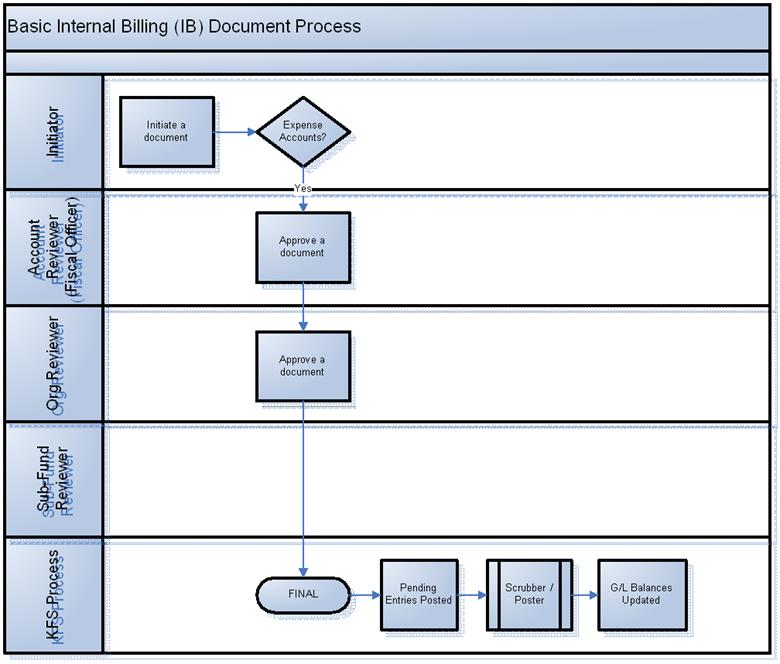 Basic Internal Billing (IB) Document Process
Initiator
Initiate a
document
Expense
Accounts?
Yes
Account
Reviewer
(Fiscal Officer)
Approve a
document
Org Reviewer
Approve a
document
Sub-Fund
Reviewer
KFS Process
FINAL
Pending
Entries Posted
Scrubber /
Poster
G/L Balances
Updated